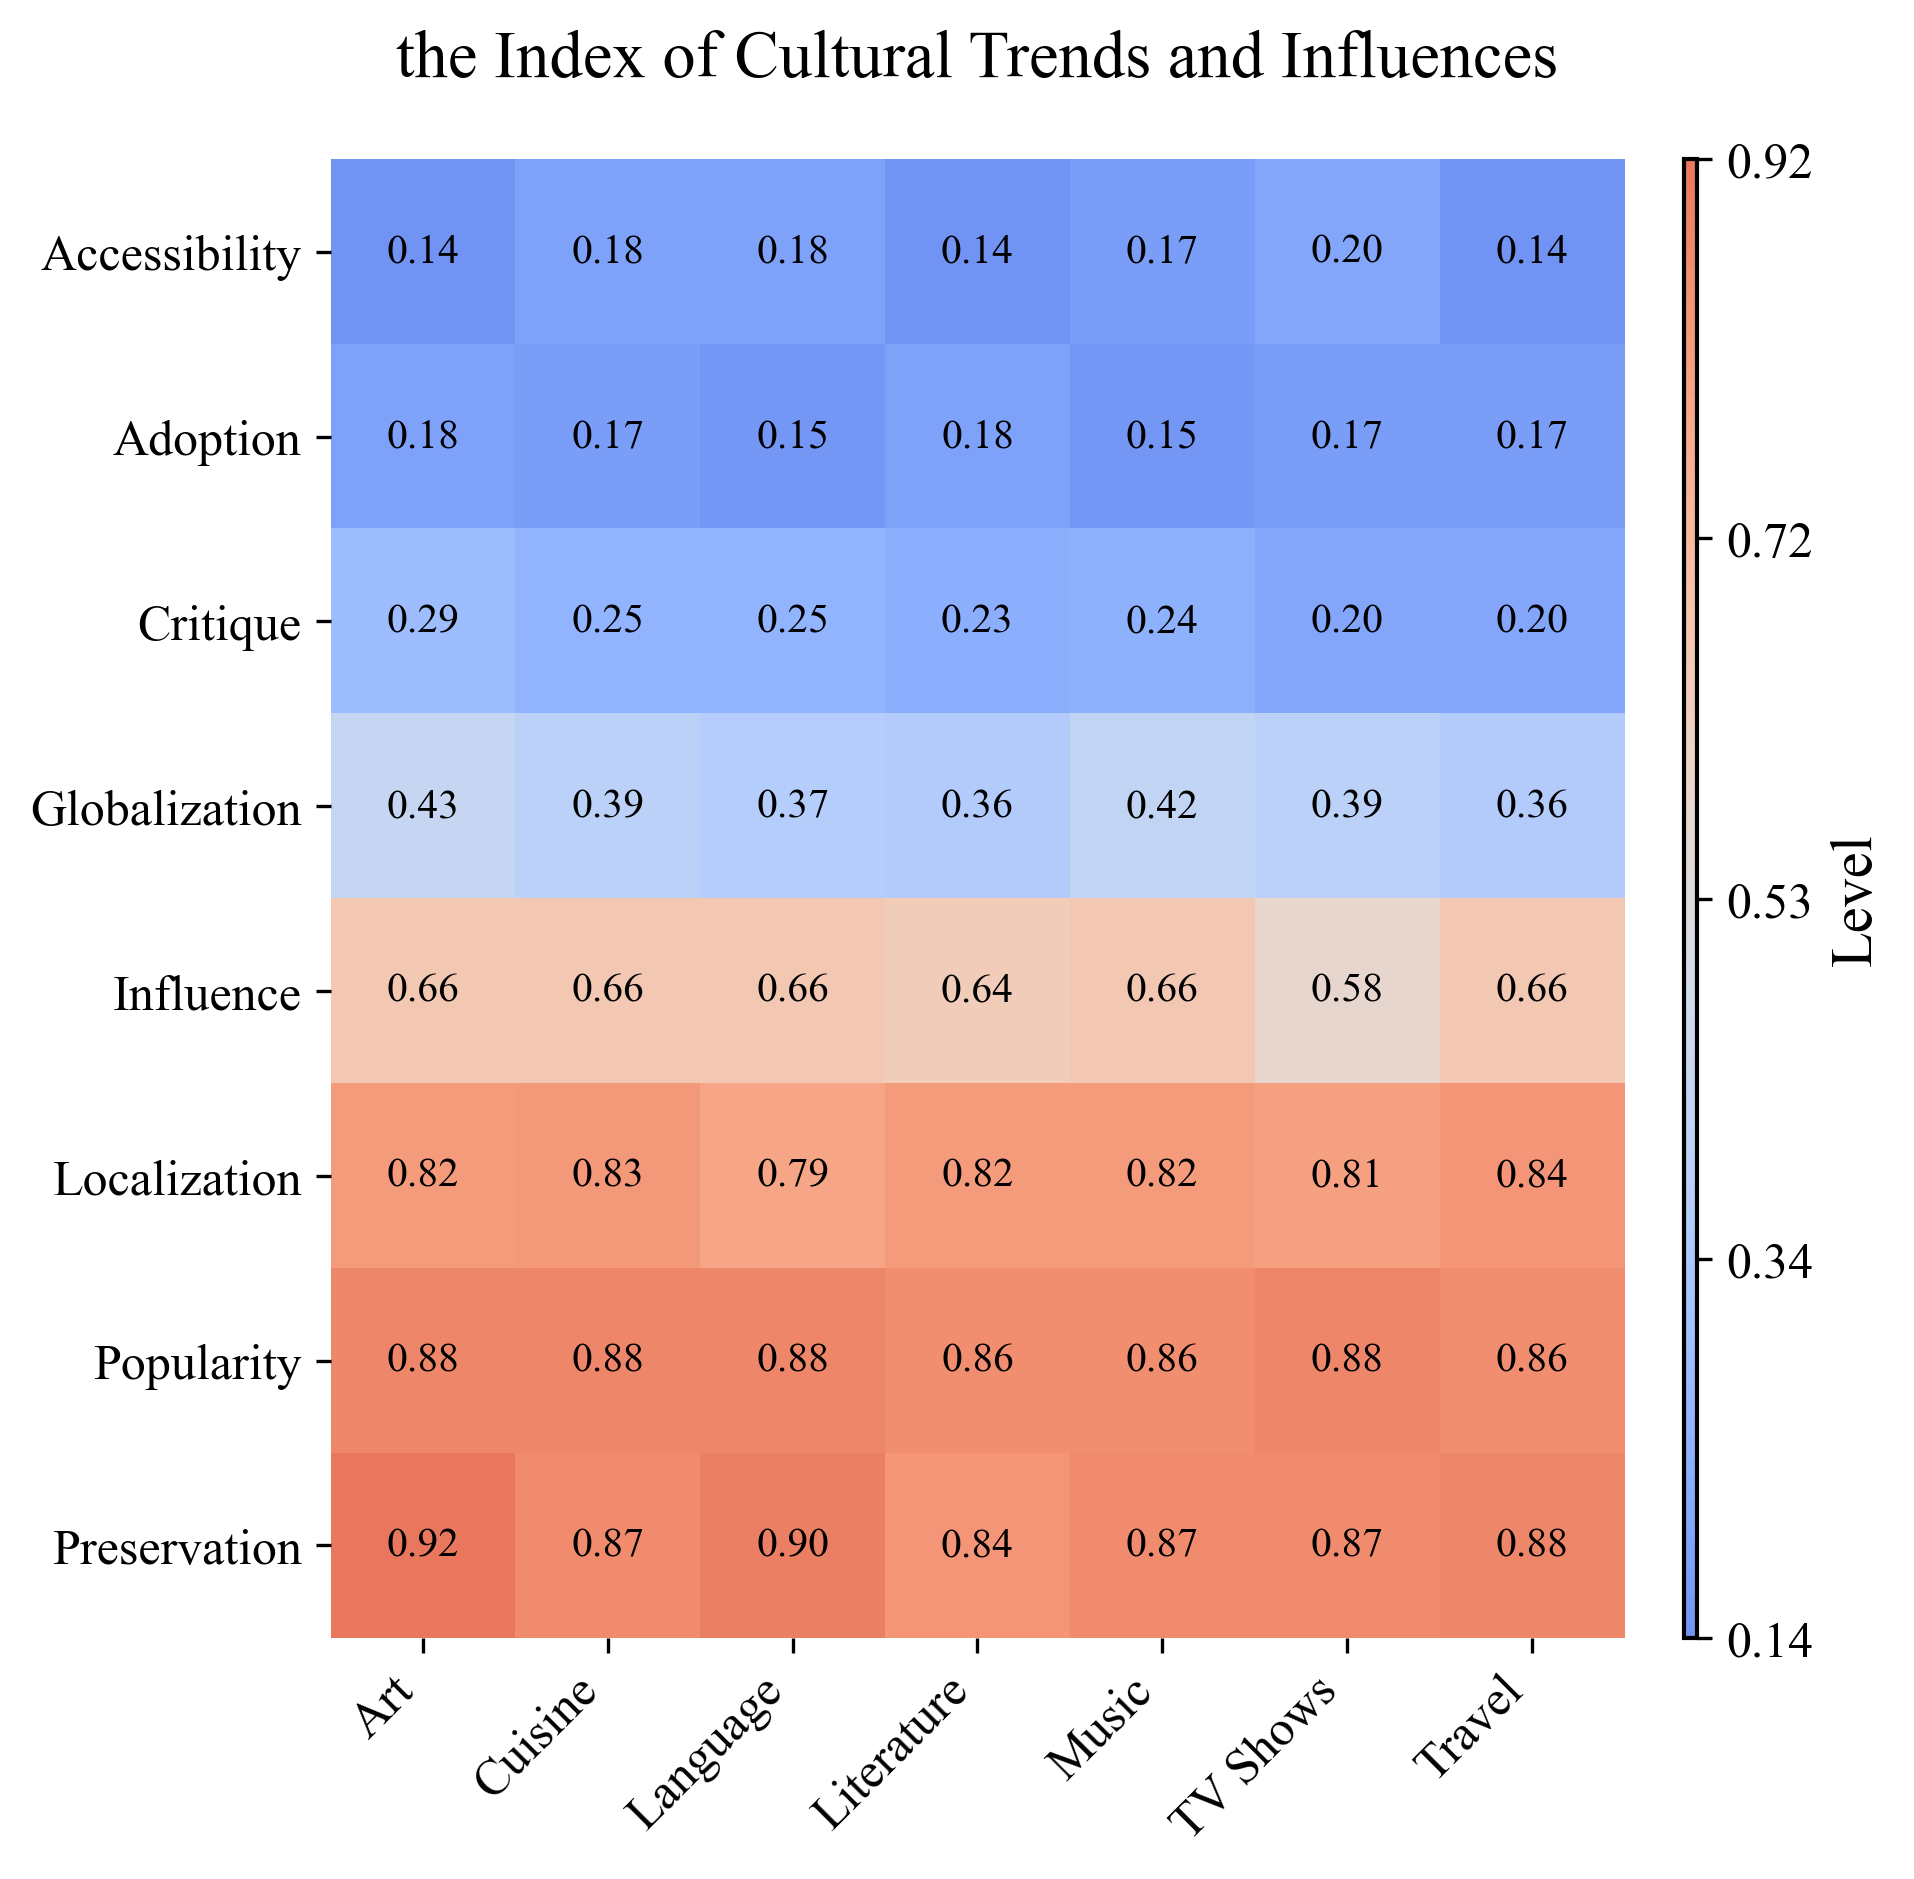 the Index of Cultural Trends and Influences
Accessibility 0.14 0.18 0.18 0.14 0.17 0.20 0.14
Adoption 0.18 0.17 0.15 0.18 0.15 0.17 0.17
Critique 0.29 0.25 0.25 0.23 0.24 0.20 0.20
Globalization 0.43 0.39 0.37 0.36 0.42 0.39 0.36
Influence 0.66 0.66 0.66 0.64 0.66 0.58 0.66
Localization 0.82 0.83 0.79 0.82 0.82 0.81 0.84
Popularity 0.88 0.88 0.88 0.86 0.86 0.88 0.86
Preservation 0.92 0.87 0.90 0.84 0.87 0.87 0.88
Art Cuisine Language Literature Music TV Shows Travel
0.92
0.72
0.53
0.34
0.14
Level